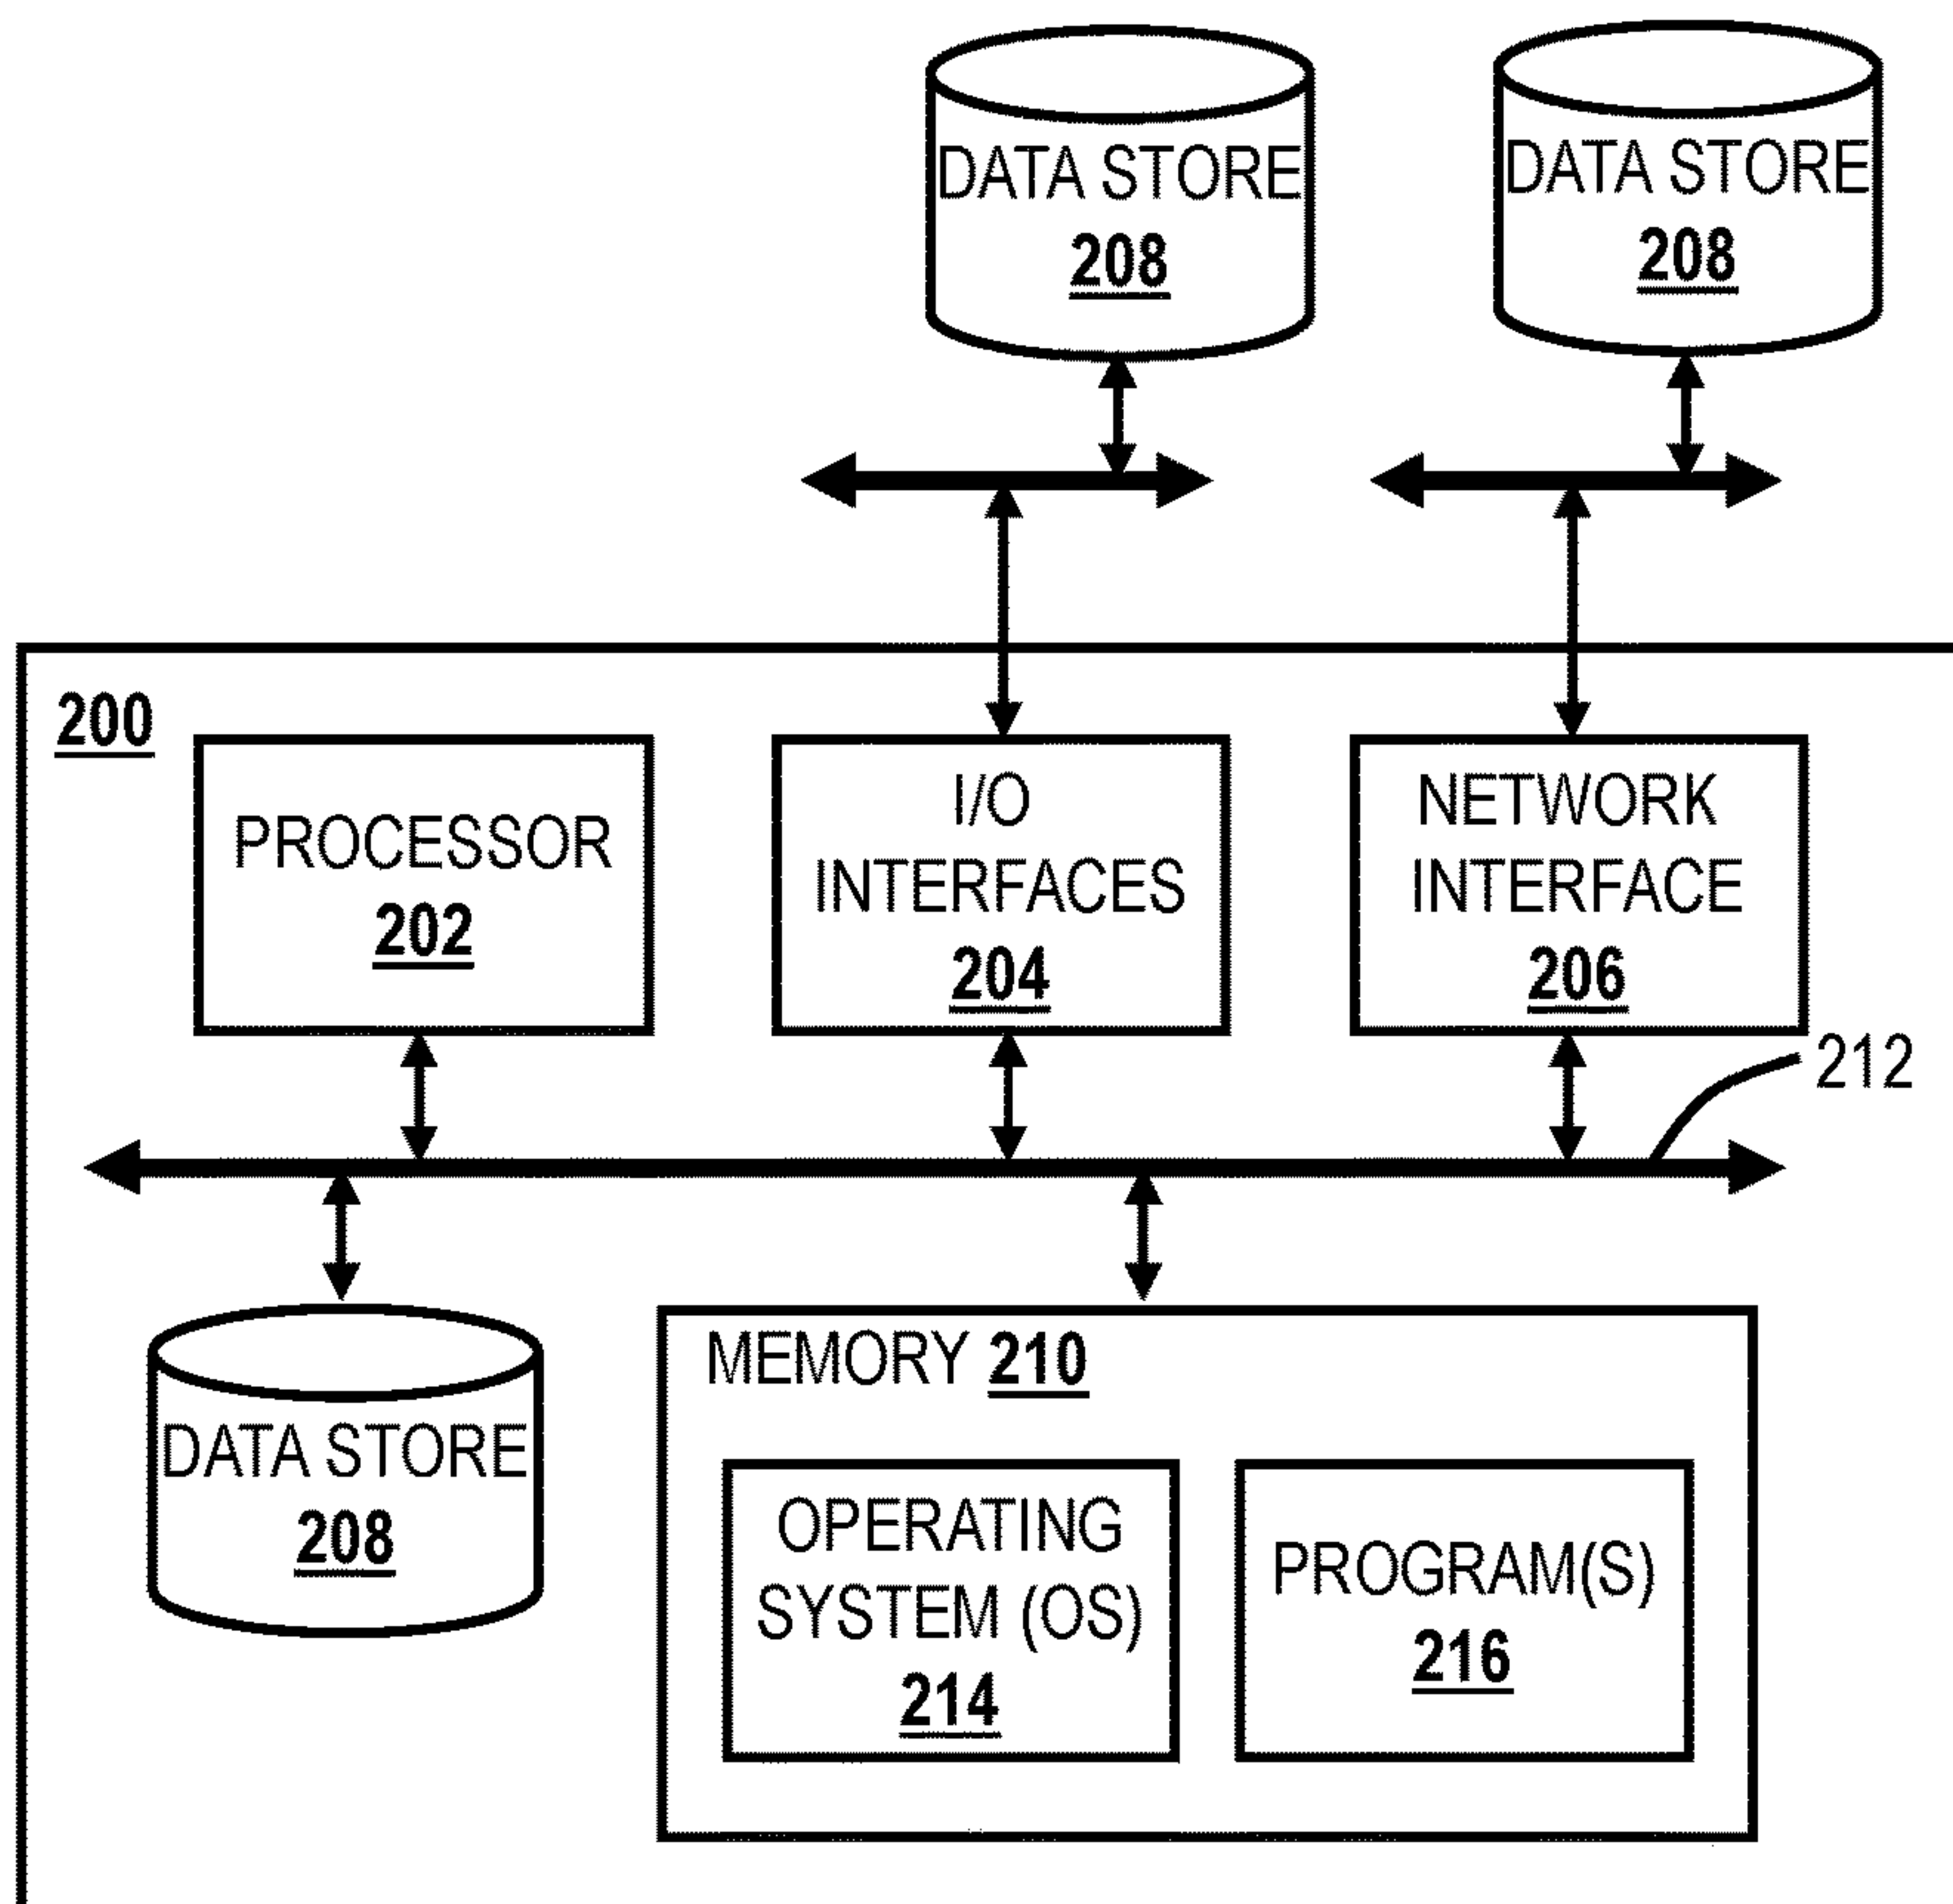 DATA STORE
208
DATA STORE
208
200
PROCESSOR
202
I/O
INTERFACES
204
NETWORK
INTERFACE
206
212
DATA STORE
208
MEMORY 210
OPERATING
SYSTEM (OS)
214
PROGRAM(S)
216